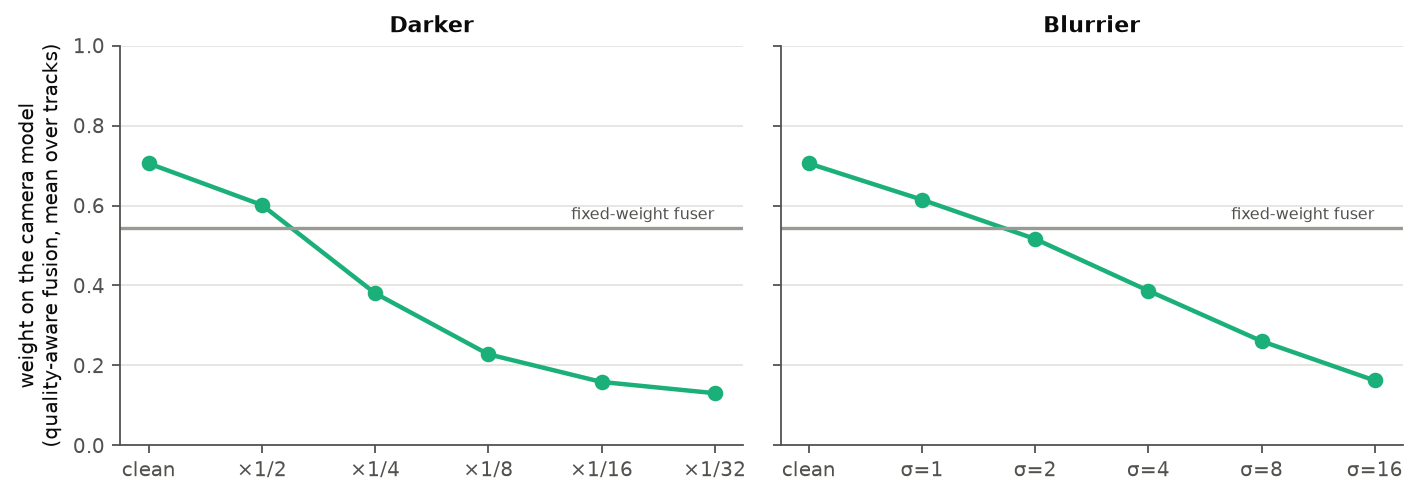 Darker
Blurrier
weight on the camera model
(quality-aware fusion, mean over tracks)
1.0
0.8
0.6
0.4
0.2
0.0
fixed-weight fuser
fixed-weight fuser
clean ×1/2 ×1/4 ×1/8 ×1/16 ×1/32
clean σ=1 σ=2 σ=4 σ=8 σ=16